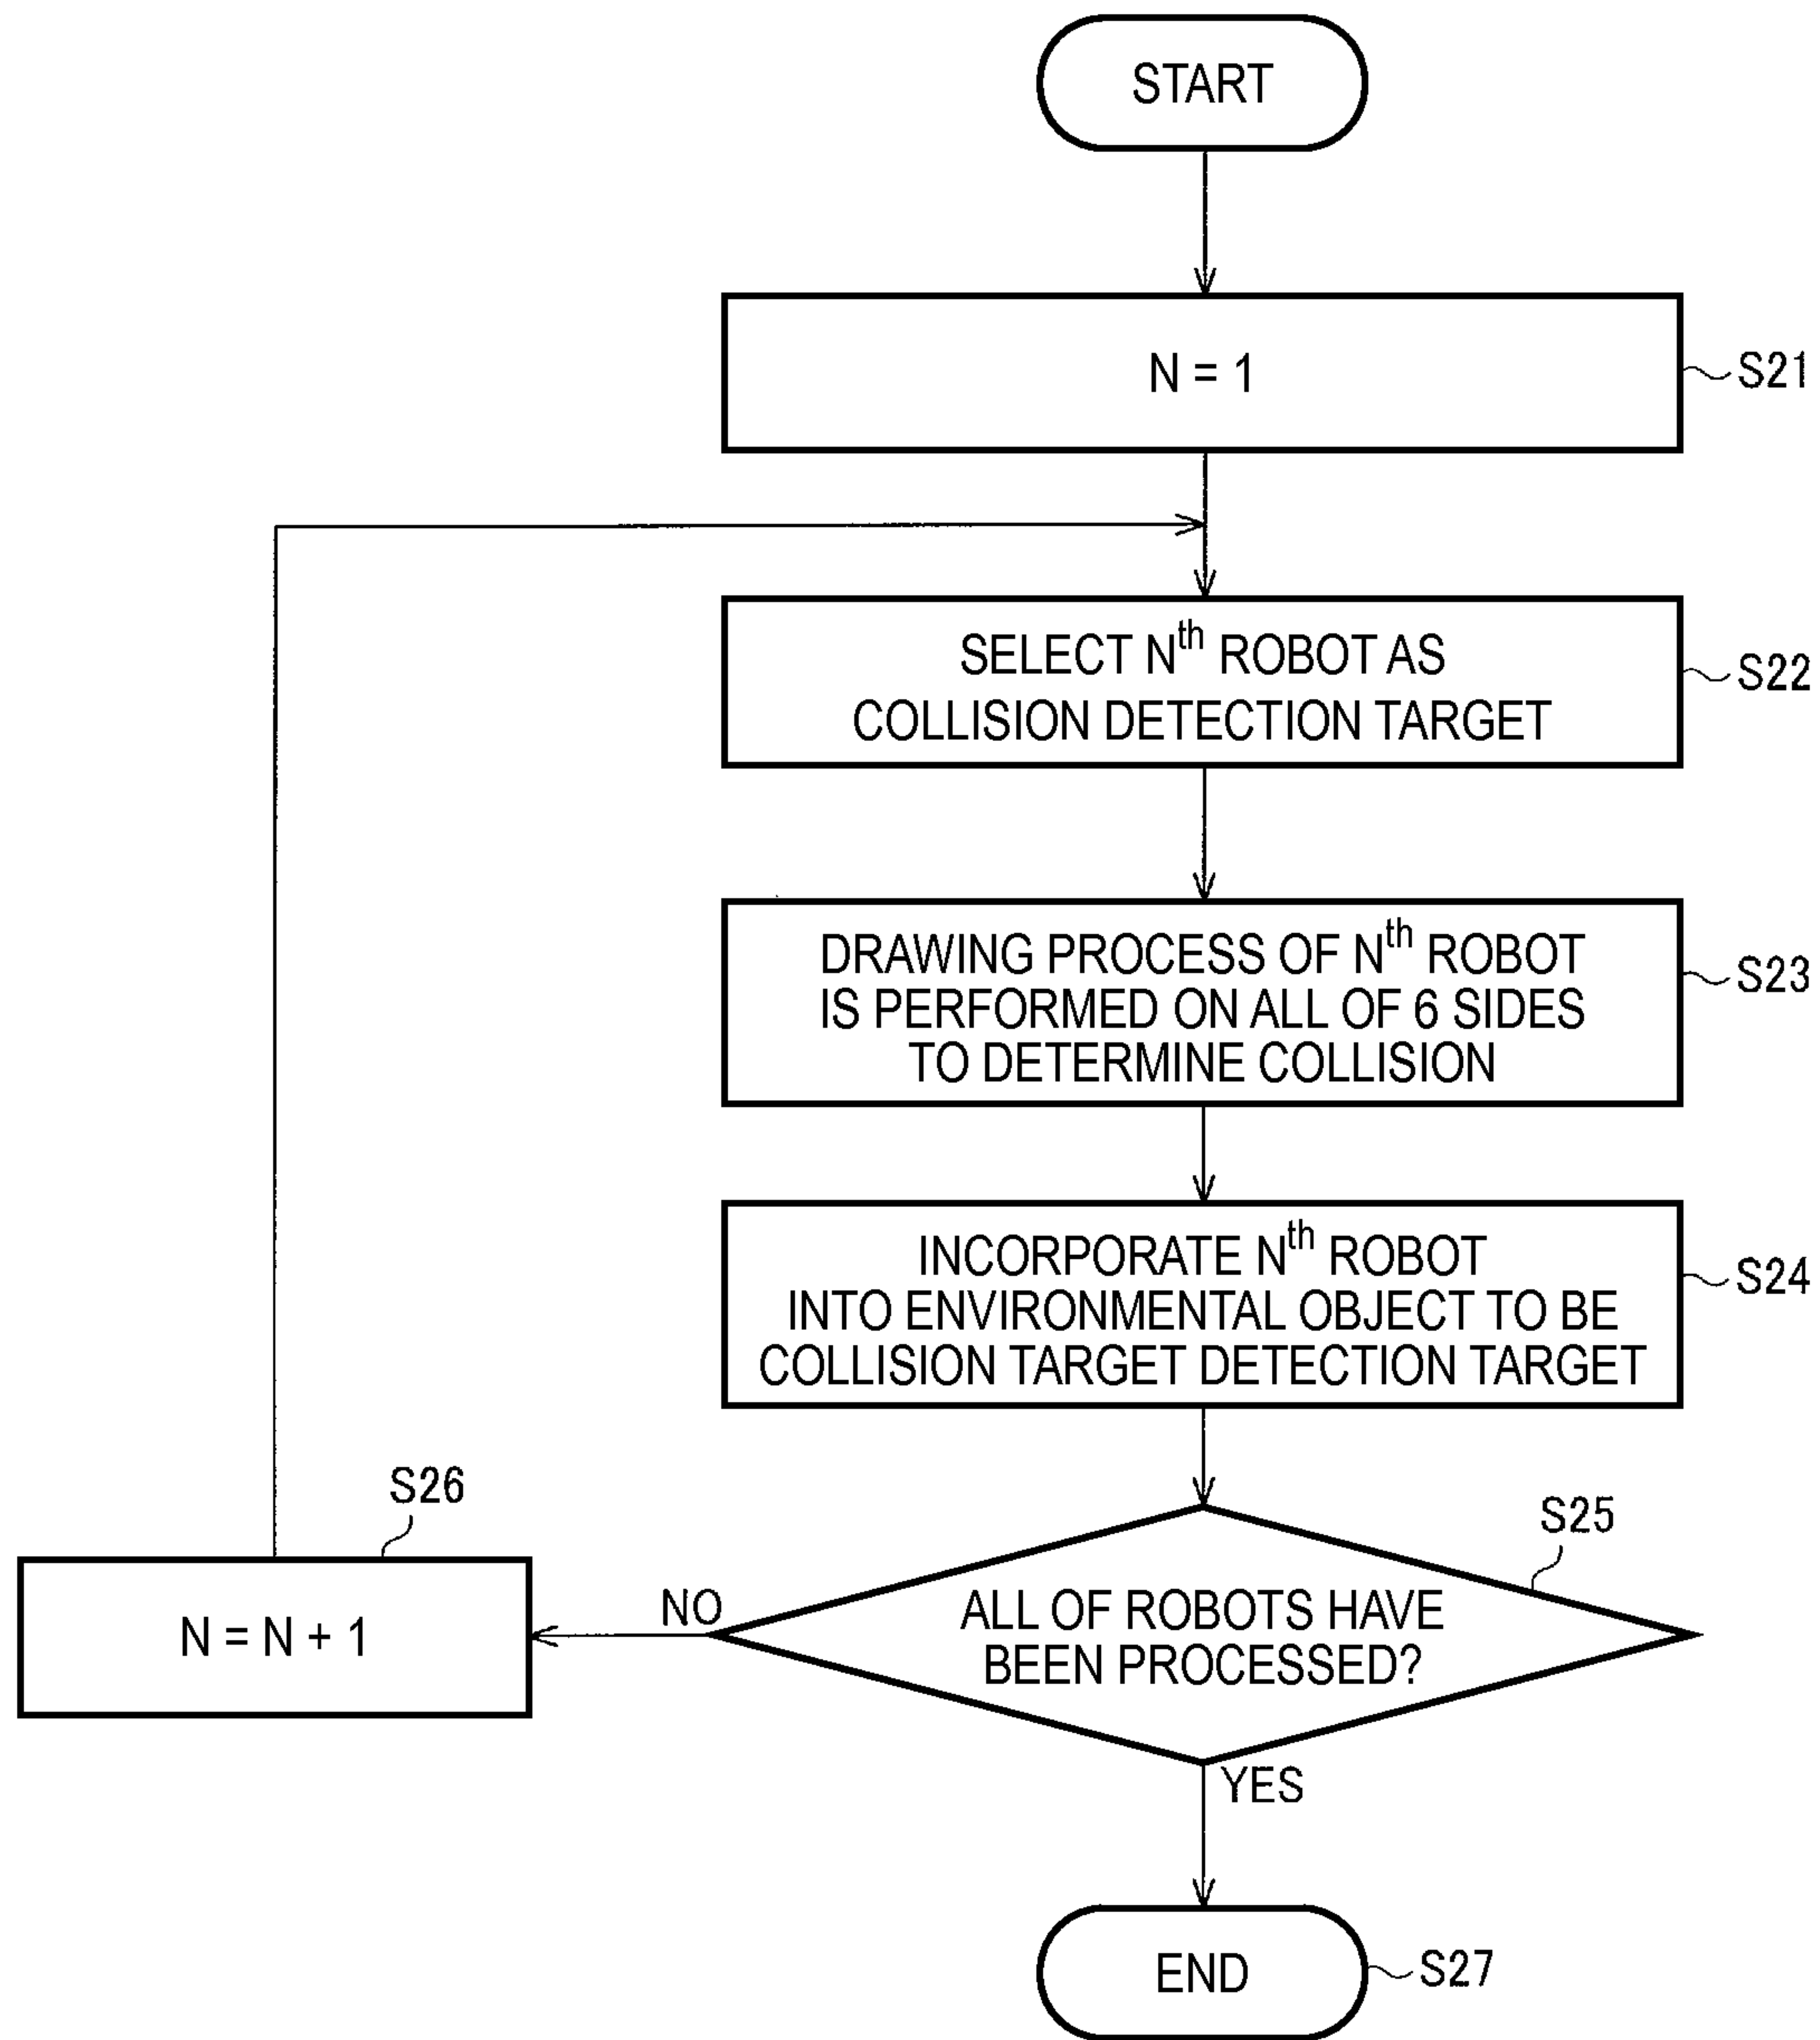 START
N = 1
S21
SELECT Nth ROBOT AS
COLLISION DETECTION TARGET
S22
DRAWING PROCESS OF Nth ROBOT
IS PERFORMED ON ALL OF 6 SIDES
TO DETERMINE COLLISION
S23
INCORPORATE Nth ROBOT
INTO ENVIRONMENTAL OBJECT TO BE
COLLISION TARGET DETECTION TARGET
S24
S25
ALL OF ROBOTS HAVE
BEEN PROCESSED?
NO
S26
N = N + 1
YES
END
S27